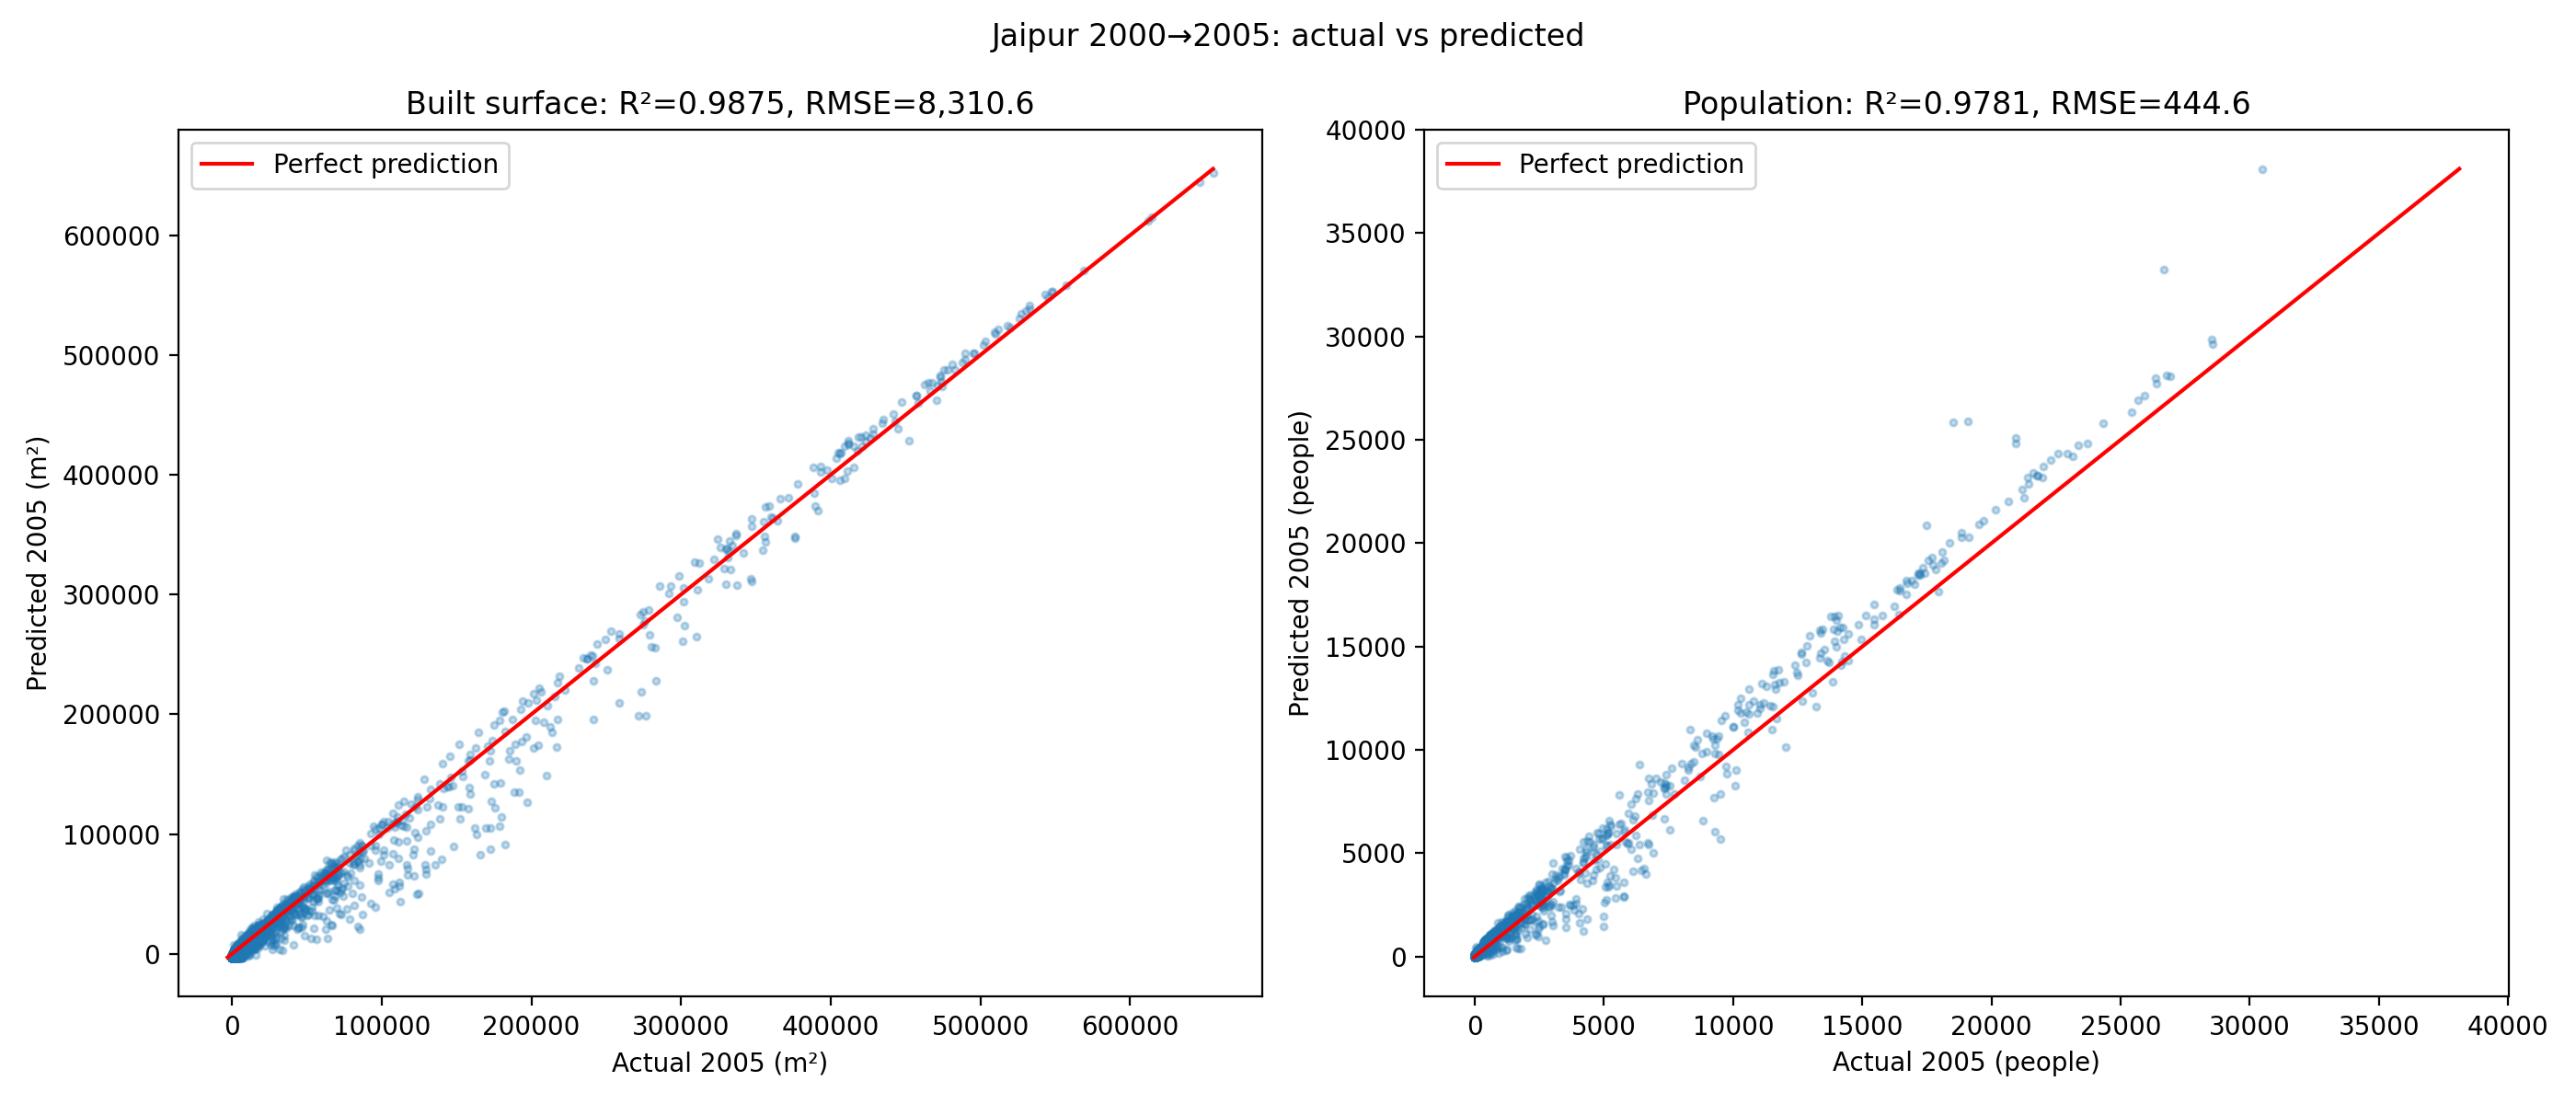 Jaipur 2000→2005: actual vs predicted
Built surface: R²=0.9875, RMSE=8,310.6
Perfect prediction
600000
500000
400000
300000
200000
100000
0
Predicted 2005 (m²)
0 100000 200000 300000 400000 500000 600000
Actual 2005 (m²)
Population: R²=0.9781, RMSE=444.6
Perfect prediction
40000
35000
30000
25000
20000
15000
10000
5000
0
Predicted 2005 (people)
0 5000 10000 15000 20000 25000 30000 35000 40000
Actual 2005 (people)